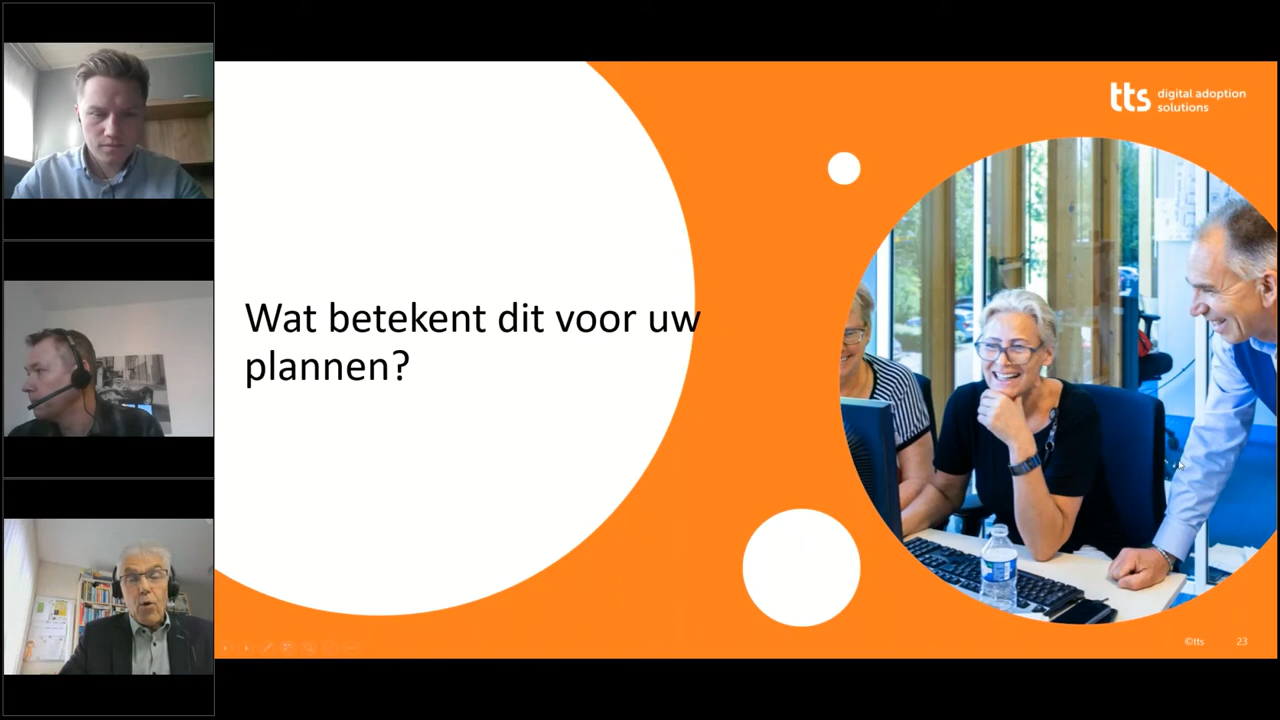 tts digital adoption
solutions
Wat betekent dit voor uw
plannen?
©tts 23